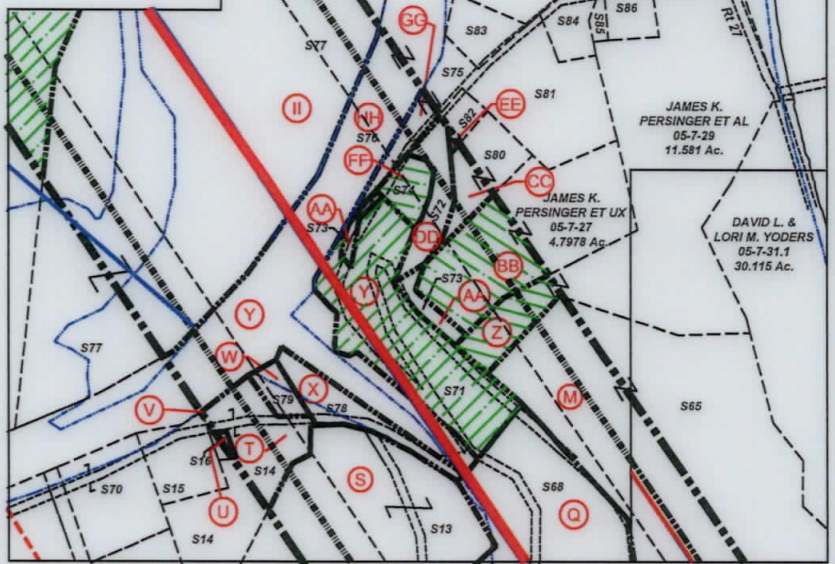 GG
S83
S84
S85
S86
Rt 27
S77
S75
II
HH
S76
EE
S82
S81
JAMES K.
PERSINGER ET AL
05-7-29
11.581 Ac.
FF
S74
S80
CC
AA
S73
S72
DD
JAMES K.
PERSINGER ET UX
05-7-27
4.7978 Ac.
DAVID L. &
LORI M. YODERS
05-7-31.1
30.115 Ac.
BB
S73
Y
AA
Y
Z
S77
W
X
S79
S78
S71
M
S65
V
T
S16
S14
S70
S15
U
S14
S
S13
S68
Q